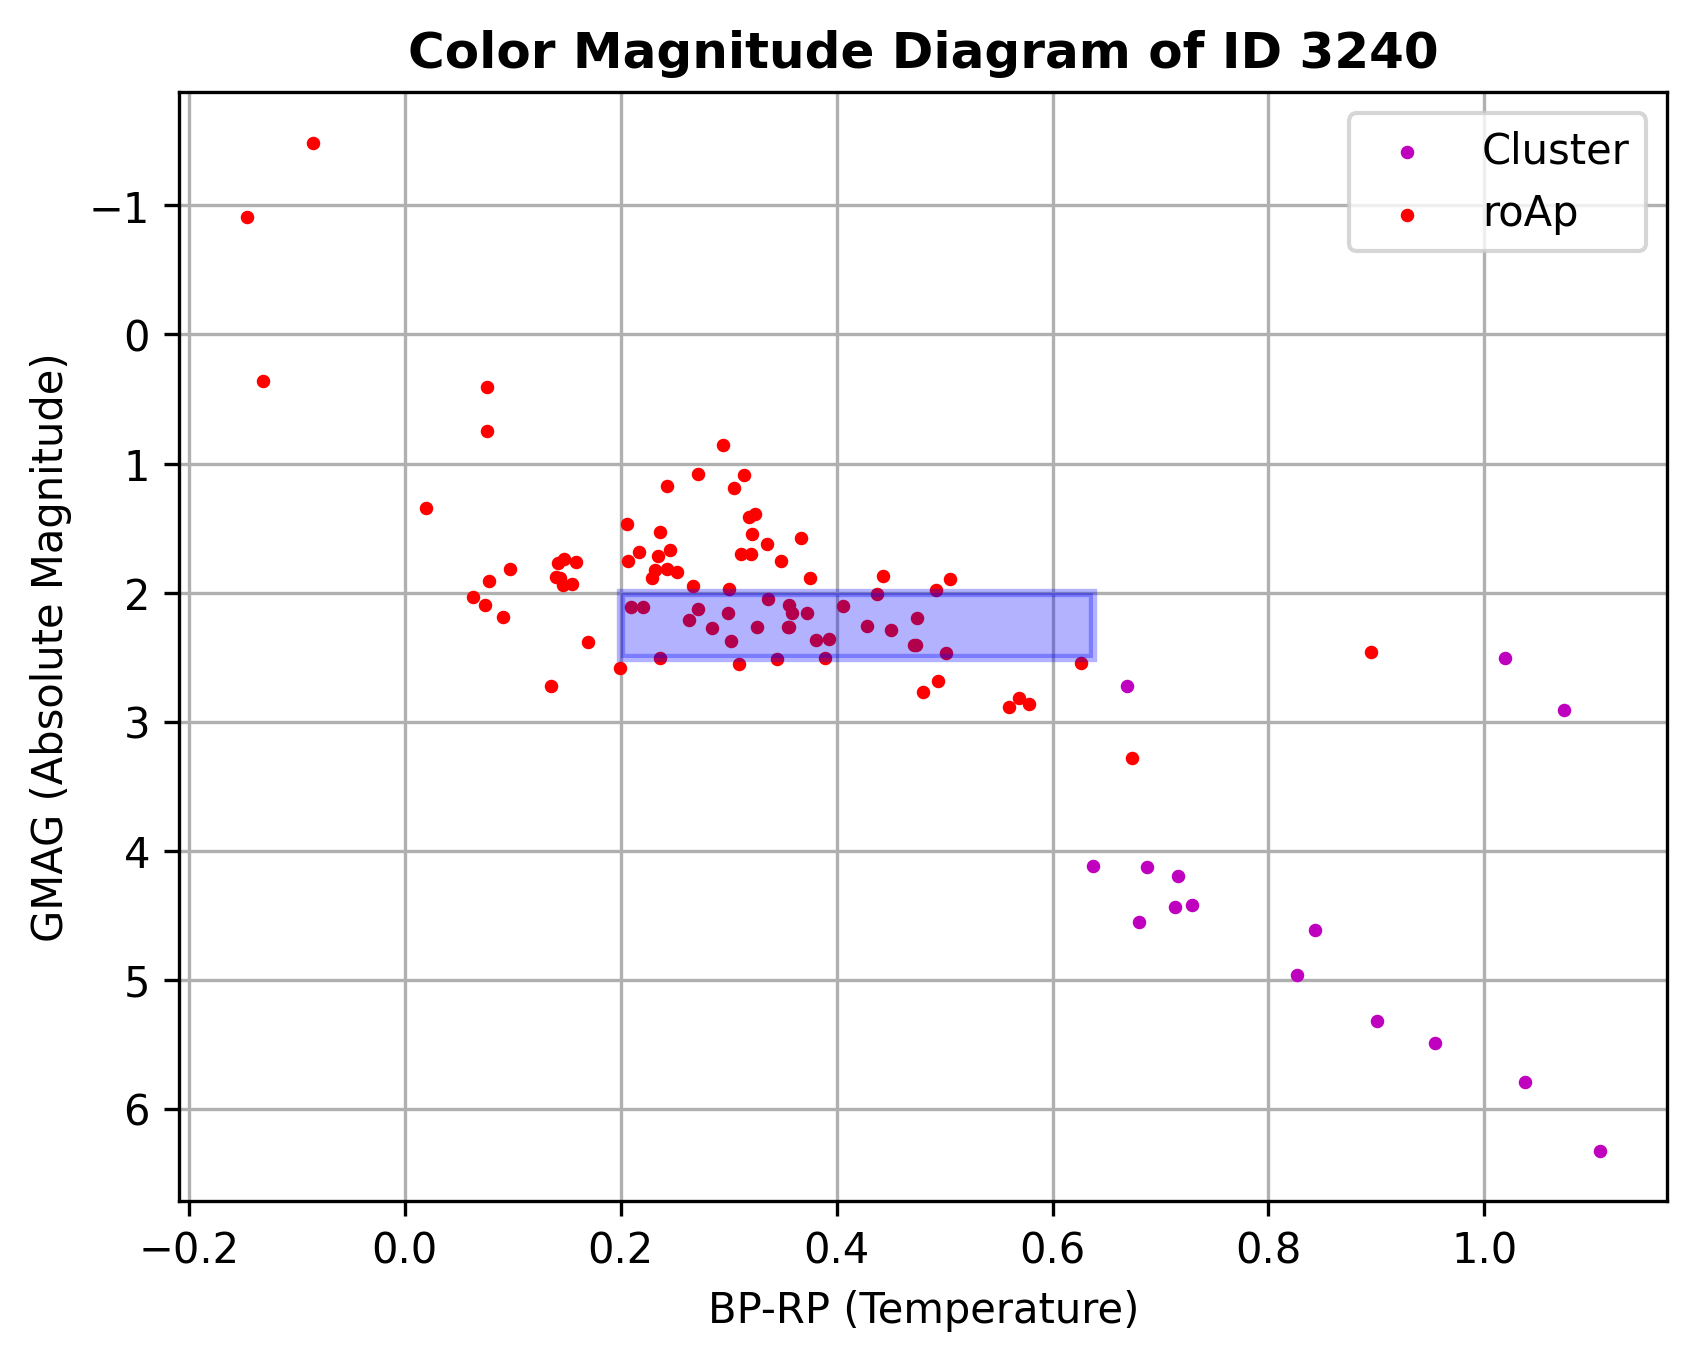 Color Magnitude Diagram of ID 3240
Cluster
roAp
GMAG (Absolute Magnitude)
−1
0
1
2
3
4
5
6
−0.2 0.0 0.2 0.4 0.6 0.8 1.0
BP-RP (Temperature)